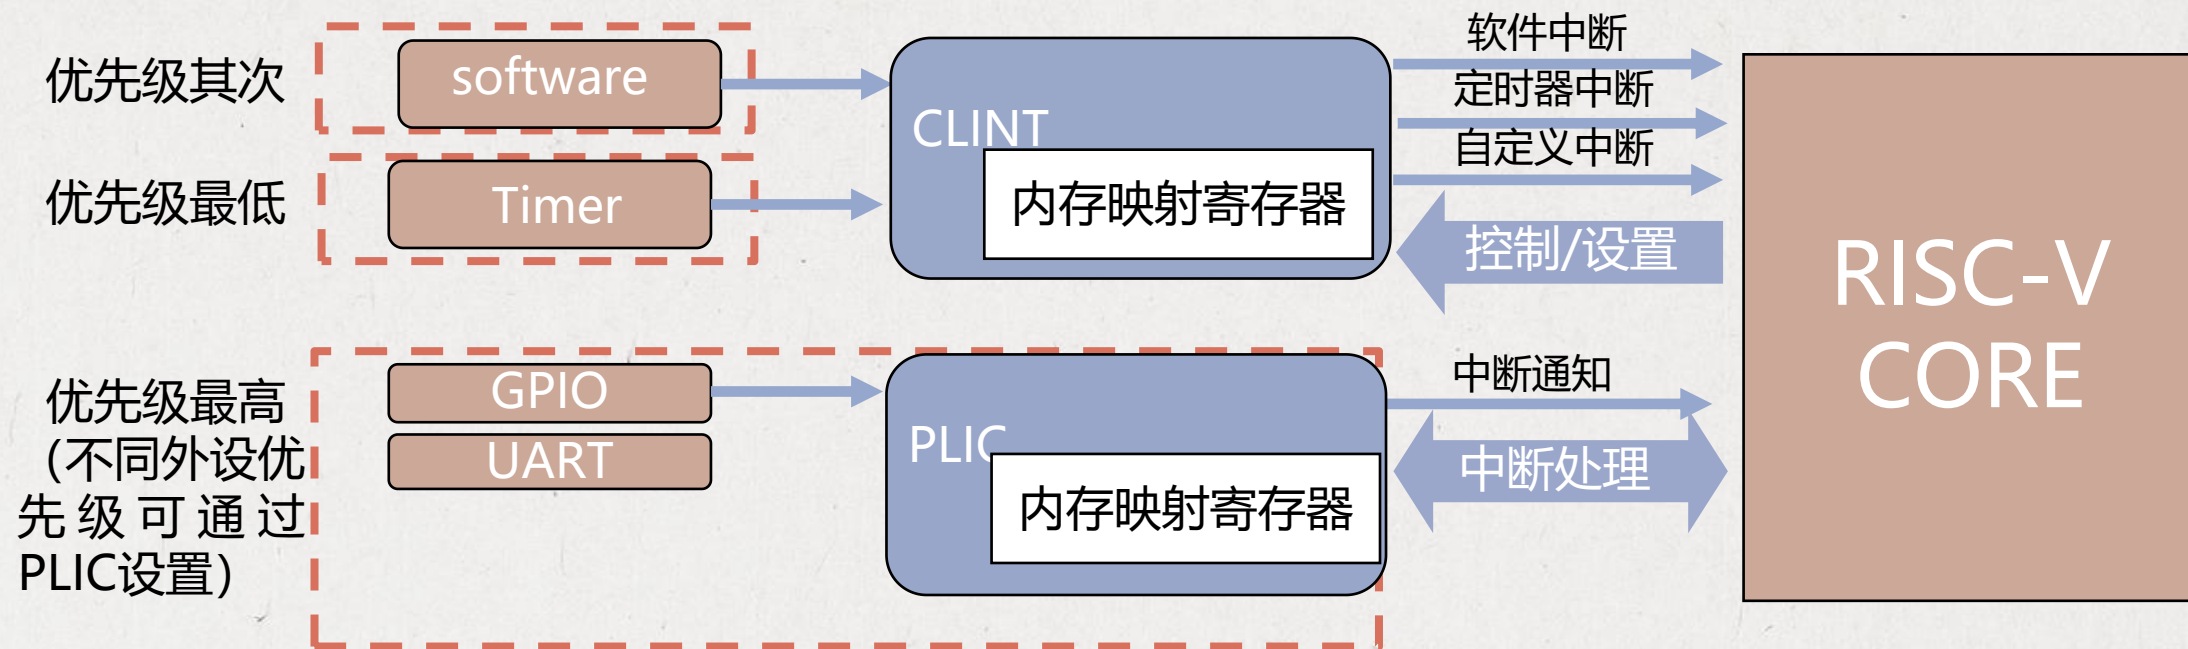 优先级其次
software
优先级最低
Timer
CLINT
内存映射寄存器
软件中断
定时器中断
自定义中断
控制/设置
RISC-V
CORE
优先级最高
(不同外设优
先级可通过
PLIC设置)
GPIO
UART
PLIC
内存映射寄存器
中断通知
中断处理